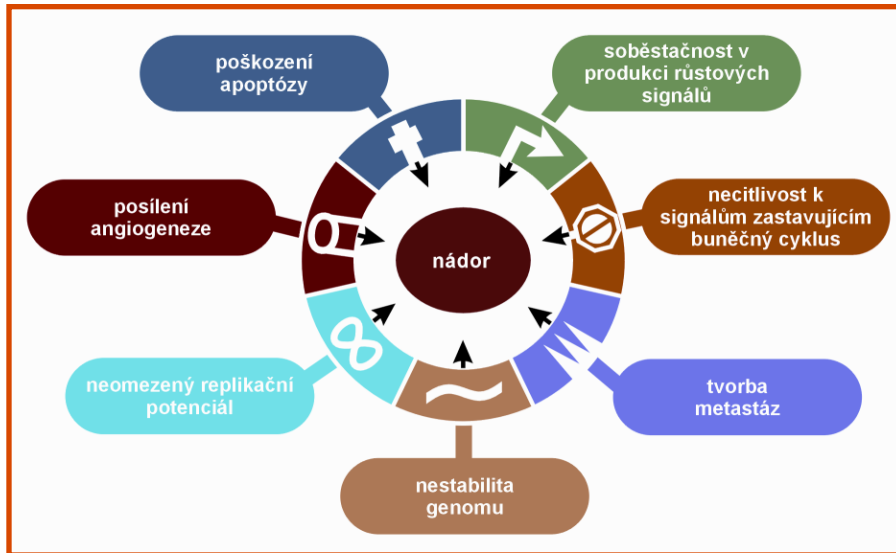 poškození
apoptózy
soběstačnost v
produkci růstových
signálů
posílení
angiogeneze
necitlivost k
signálům zastavujícím
buněčný cyklus
nádor
neomezený replikační
potenciál
tvorba
metastáz
nestabilita
genomu